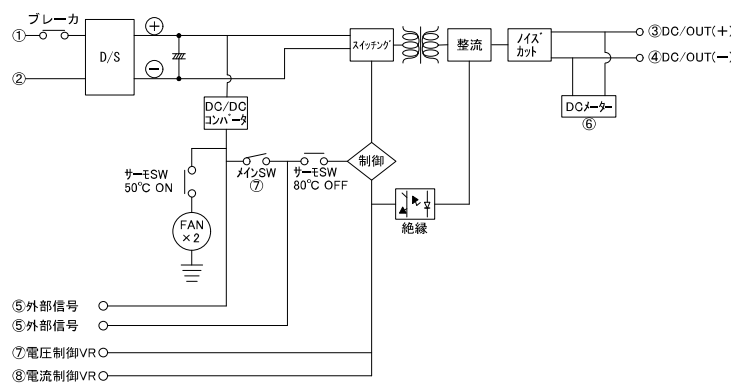 ブレーカ
①
②
D/S
+
−
スイッチング
整流
ノイズ
カット
③DC/OUT(+)
④DC/OUT(−)
DCメーター
⑥
DC/DC
コンバータ
サーモSW
50℃ ON
メインSW
⑦
サーモSW
80℃ OFF
制御
絶縁
FAN
×2
⑤外部信号
⑤外部信号
⑦電圧制御VR
⑧電流制御VR